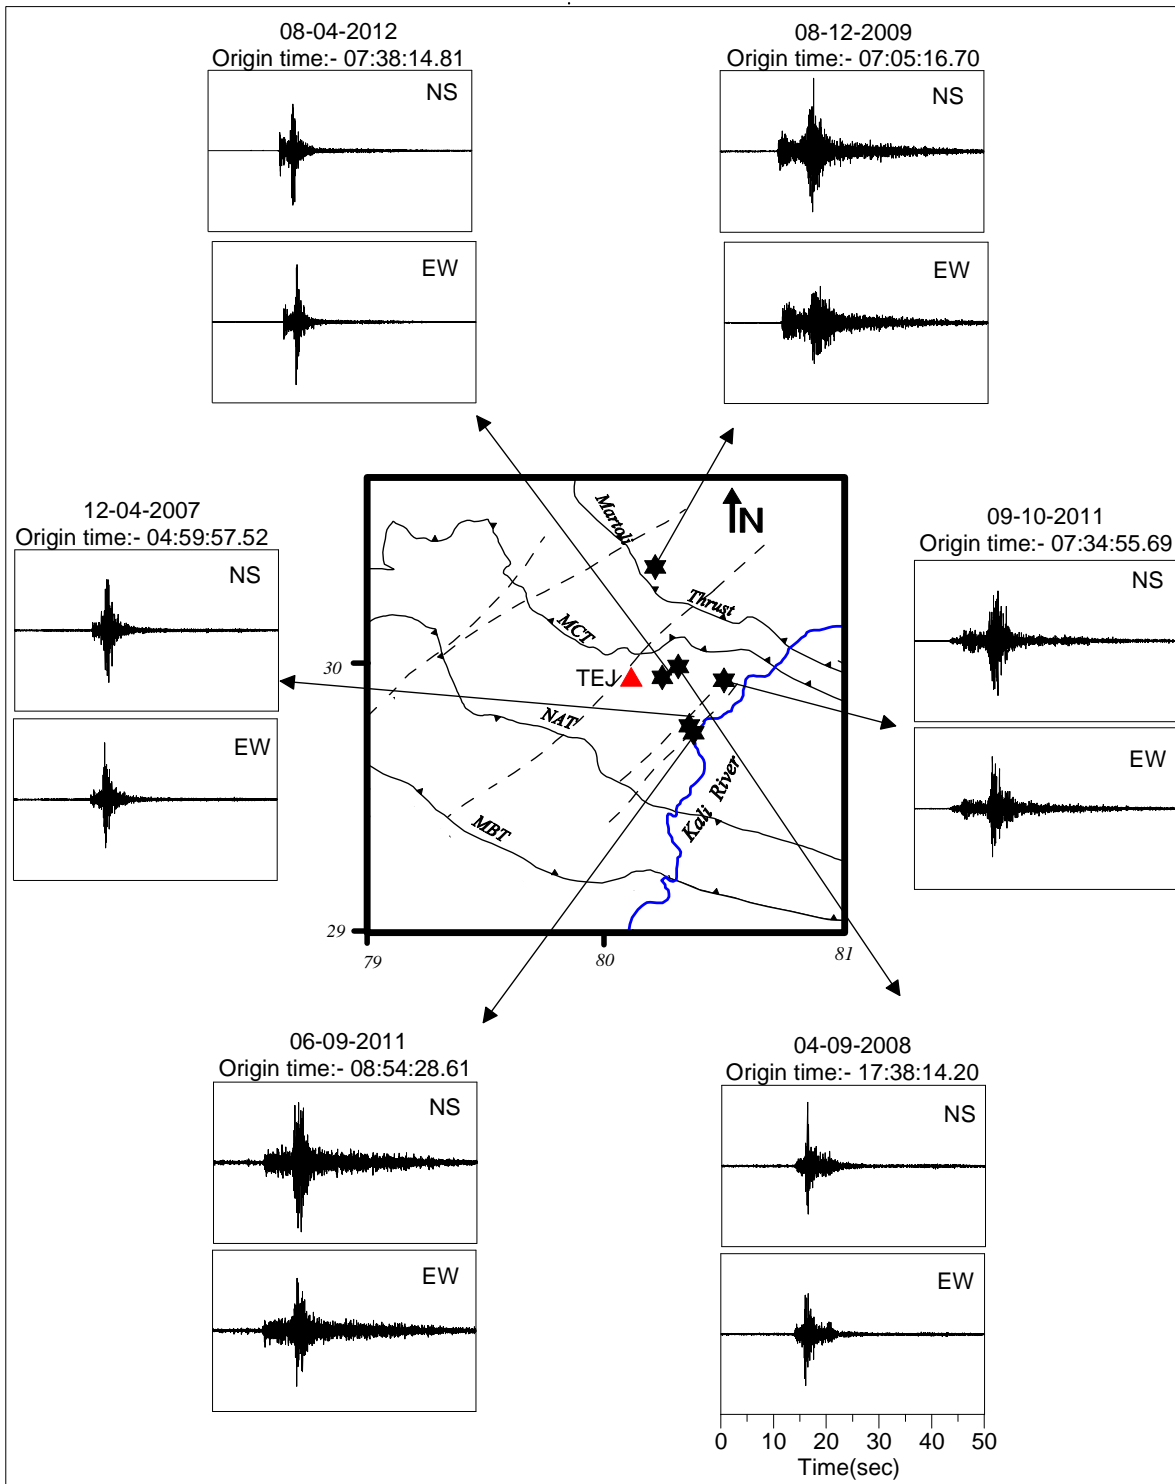 08-04-2012
Origin time:- 07:38:14.81
NS
EW
08-12-2009
Origin time:- 07:05:16.70
NS
EW
12-04-2007
Origin time:- 04:59:57.52
NS
EW
N
Martoli
Thrust
MCT
30
TEJ
NAT
Kali River
MBT
29
79
80
81
09-10-2011
Origin time:- 07:34:55.69
NS
EW
06-09-2011
Origin time:- 08:54:28.61
NS
EW
04-09-2008
Origin time:- 17:38:14.20
NS
EW
0 10 20 30 40 50
Time(sec)